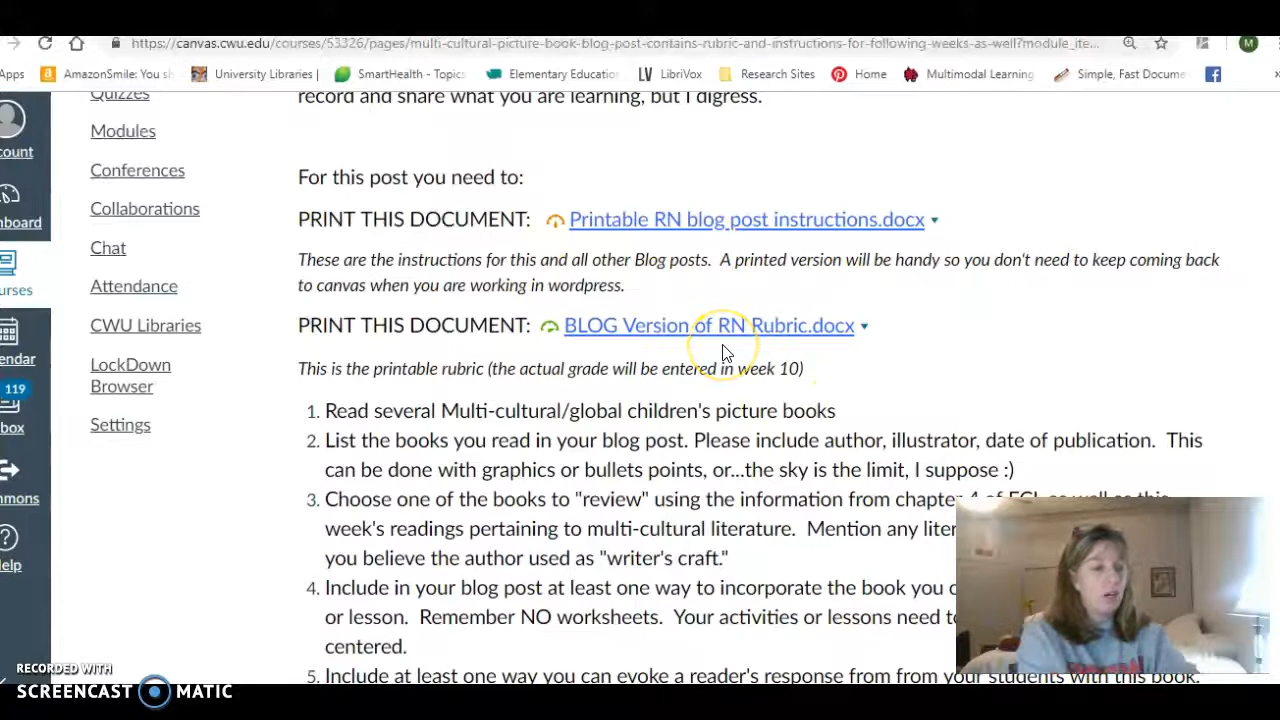 https://canvas.cwu.edu/courses/53326/pages/multi-cultural-picture-book-blog-post-contains-rubric-and-instructions-for-following-weeks-as-well?module_ite...
M
Apps AmazonSmile: You sh University Libraries | SmartHealth - Topics Elementary Educatio LibriVox Research Sites Home Multimodal Learning Simple, Fast Docume »
Quizzes
record and share what you are learning, but I digress.
Modules
Conferences
Collaborations
Chat
Attendance
CWU Libraries
LockDown
Browser
Settings
count
hboard
urses
endar
119
box
mmons
elp
For this post you need to:
PRINT THIS DOCUMENT: Printable RN blog post instructions.docx
These are the instructions for this and all other Blog posts. A printed version will be handy so you don't need to keep coming back
to canvas when you are working in wordpress.
PRINT THIS DOCUMENT: BLOG Version of RN Rubric.docx
This is the printable rubric (the actual grade will be entered in week 10)
1. Read several Multi-cultural/global children's picture books
2. List the books you read in your blog post. Please include author, illustrator, date of publication. This
can be done with graphics or bullets points, or...the sky is the limit, I suppose :)
3. Choose one of the books to "review" using the information from chapter 4 of EGL as well as this
week's readings pertaining to multi-cultural literature. Mention any liter
you believe the author used as "writer's craft."
4. Include in your blog post at least one way to incorporate the book you c
or lesson. Remember NO worksheets. Your activities or lessons need to
centered.
5. Include at least one way you can evoke a reader's response from from your students with this book.
RECORDED WITH
SCREENCAST MATIC